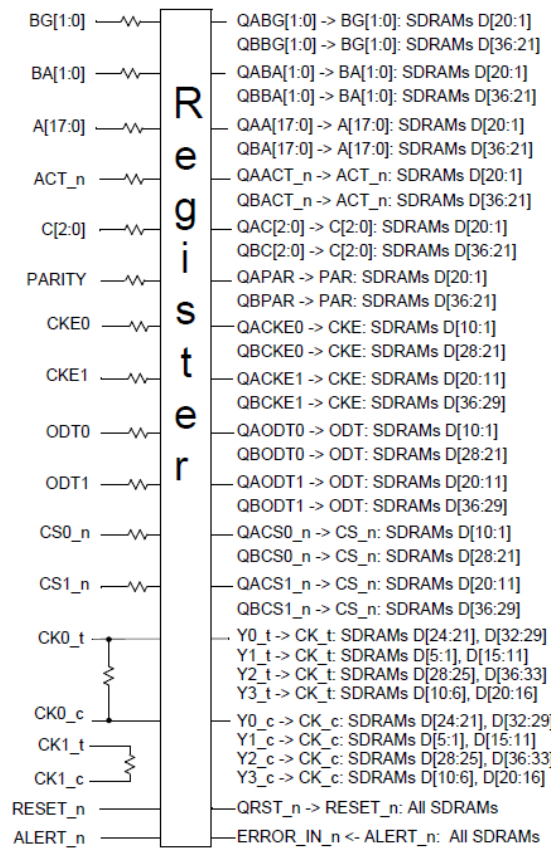 BG[1:0]
QABG[1:0] -> BG[1:0]: SDRAMs D[20:1]
QBBG[1:0] -> BG[1:0]: SDRAMs D[36:21]
BA[1:0]
QABA[1:0] -> BA[1:0]: SDRAMs D[20:1]
QBBA[1:0] -> BA[1:0]: SDRAMs D[36:21]
A[17:0]
QAA[17:0] -> A[17:0]: SDRAMs D[20:1]
QBA[17:0] -> A[17:0]: SDRAMs D[36:21]
ACT_n
QAACT_n -> ACT_n: SDRAMs D[20:1]
QBACT_n -> ACT_n: SDRAMs D[36:21]
C[2:0]
QAC[2:0] -> C[2:0]: SDRAMs D[20:1]
QBC[2:0] -> C[2:0]: SDRAMs D[36:21]
PARITY
QAPAR -> PAR: SDRAMs D[20:1]
QBPAR -> PAR: SDRAMs D[36:21]
CKE0
QACKE0 -> CKE: SDRAMs D[10:1]
QBCKE0 -> CKE: SDRAMs D[28:21]
CKE1
QACKE1 -> CKE: SDRAMs D[20:11]
QBCKE1 -> CKE: SDRAMs D[36:29]
ODT0
QAODT0 -> ODT: SDRAMs D[10:1]
QBODT0 -> ODT: SDRAMs D[28:21]
ODT1
QAODT1 -> ODT: SDRAMs D[20:11]
QBODT1 -> ODT: SDRAMs D[36:29]
CS0_n
QACS0_n -> CS_n: SDRAMs D[10:1]
QBCS0_n -> CS_n: SDRAMs D[28:21]
CS1_n
QACS1_n -> CS_n: SDRAMs D[20:11]
QBCS1_n -> CS_n: SDRAMs D[36:29]
CK0_t
Y0_t -> CK_t: SDRAMs D[24:21], D[32:29]
Y1_t -> CK_t: SDRAMs D[5:1], D[15:11]
Y2_t -> CK_t: SDRAMs D[28:25], D[36:33]
Y3_t -> CK_t: SDRAMs D[10:6], D[20:16]
CK0_c
Y0_c -> CK_c: SDRAMs D[24:21], D[32:29]
Y1_c -> CK_c: SDRAMs D[5:1], D[15:11]
Y2_c -> CK_c: SDRAMs D[28:25], D[36:33]
Y3_c -> CK_c: SDRAMs D[10:6], D[20:16]
CK1_t
CK1_c
RESET_n
QRST_n -> RESET_n: All SDRAMs
ALERT_n
ERROR_IN_n <- ALERT_n: All SDRAMs
Register